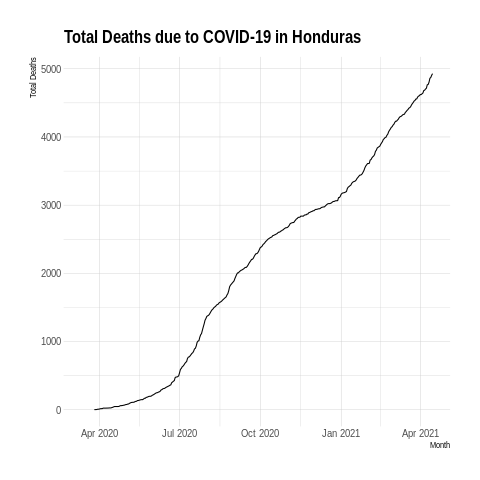 Total Deaths due to COVID-19 in Honduras
Total Deaths
5000
4000
3000
2000
1000
0
Apr 2020 Jul 2020 Oct 2020 Jan 2021 Apr 2021
Month